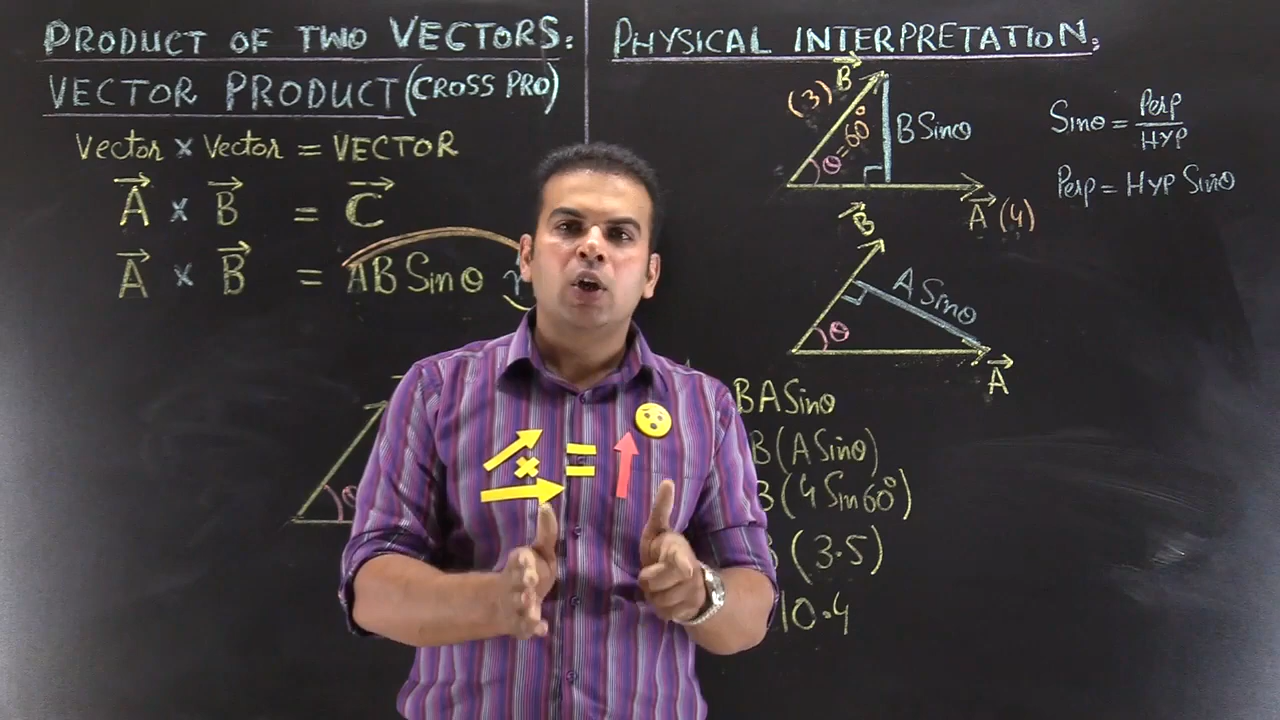 PRODUCT OF TWO VECTORS:
VECTOR PRODUCT (CROSS PRO)
Vector × Vector = VECTOR
A⃗ × B⃗ = C⃗
A⃗ × B⃗ = AB Sinθ
θ
PHYSICAL INTERPRETATION:
B⃗
(3)
θ=60°
B Sinθ
A⃗ (4)
Sinθ = Perp/HYP
Perp = HYP Sinθ
B⃗
A Sinθ
θ
A⃗
BA Sinθ
B(A Sinθ)
(4 Sin60°)
(3.5)
10.4
× =